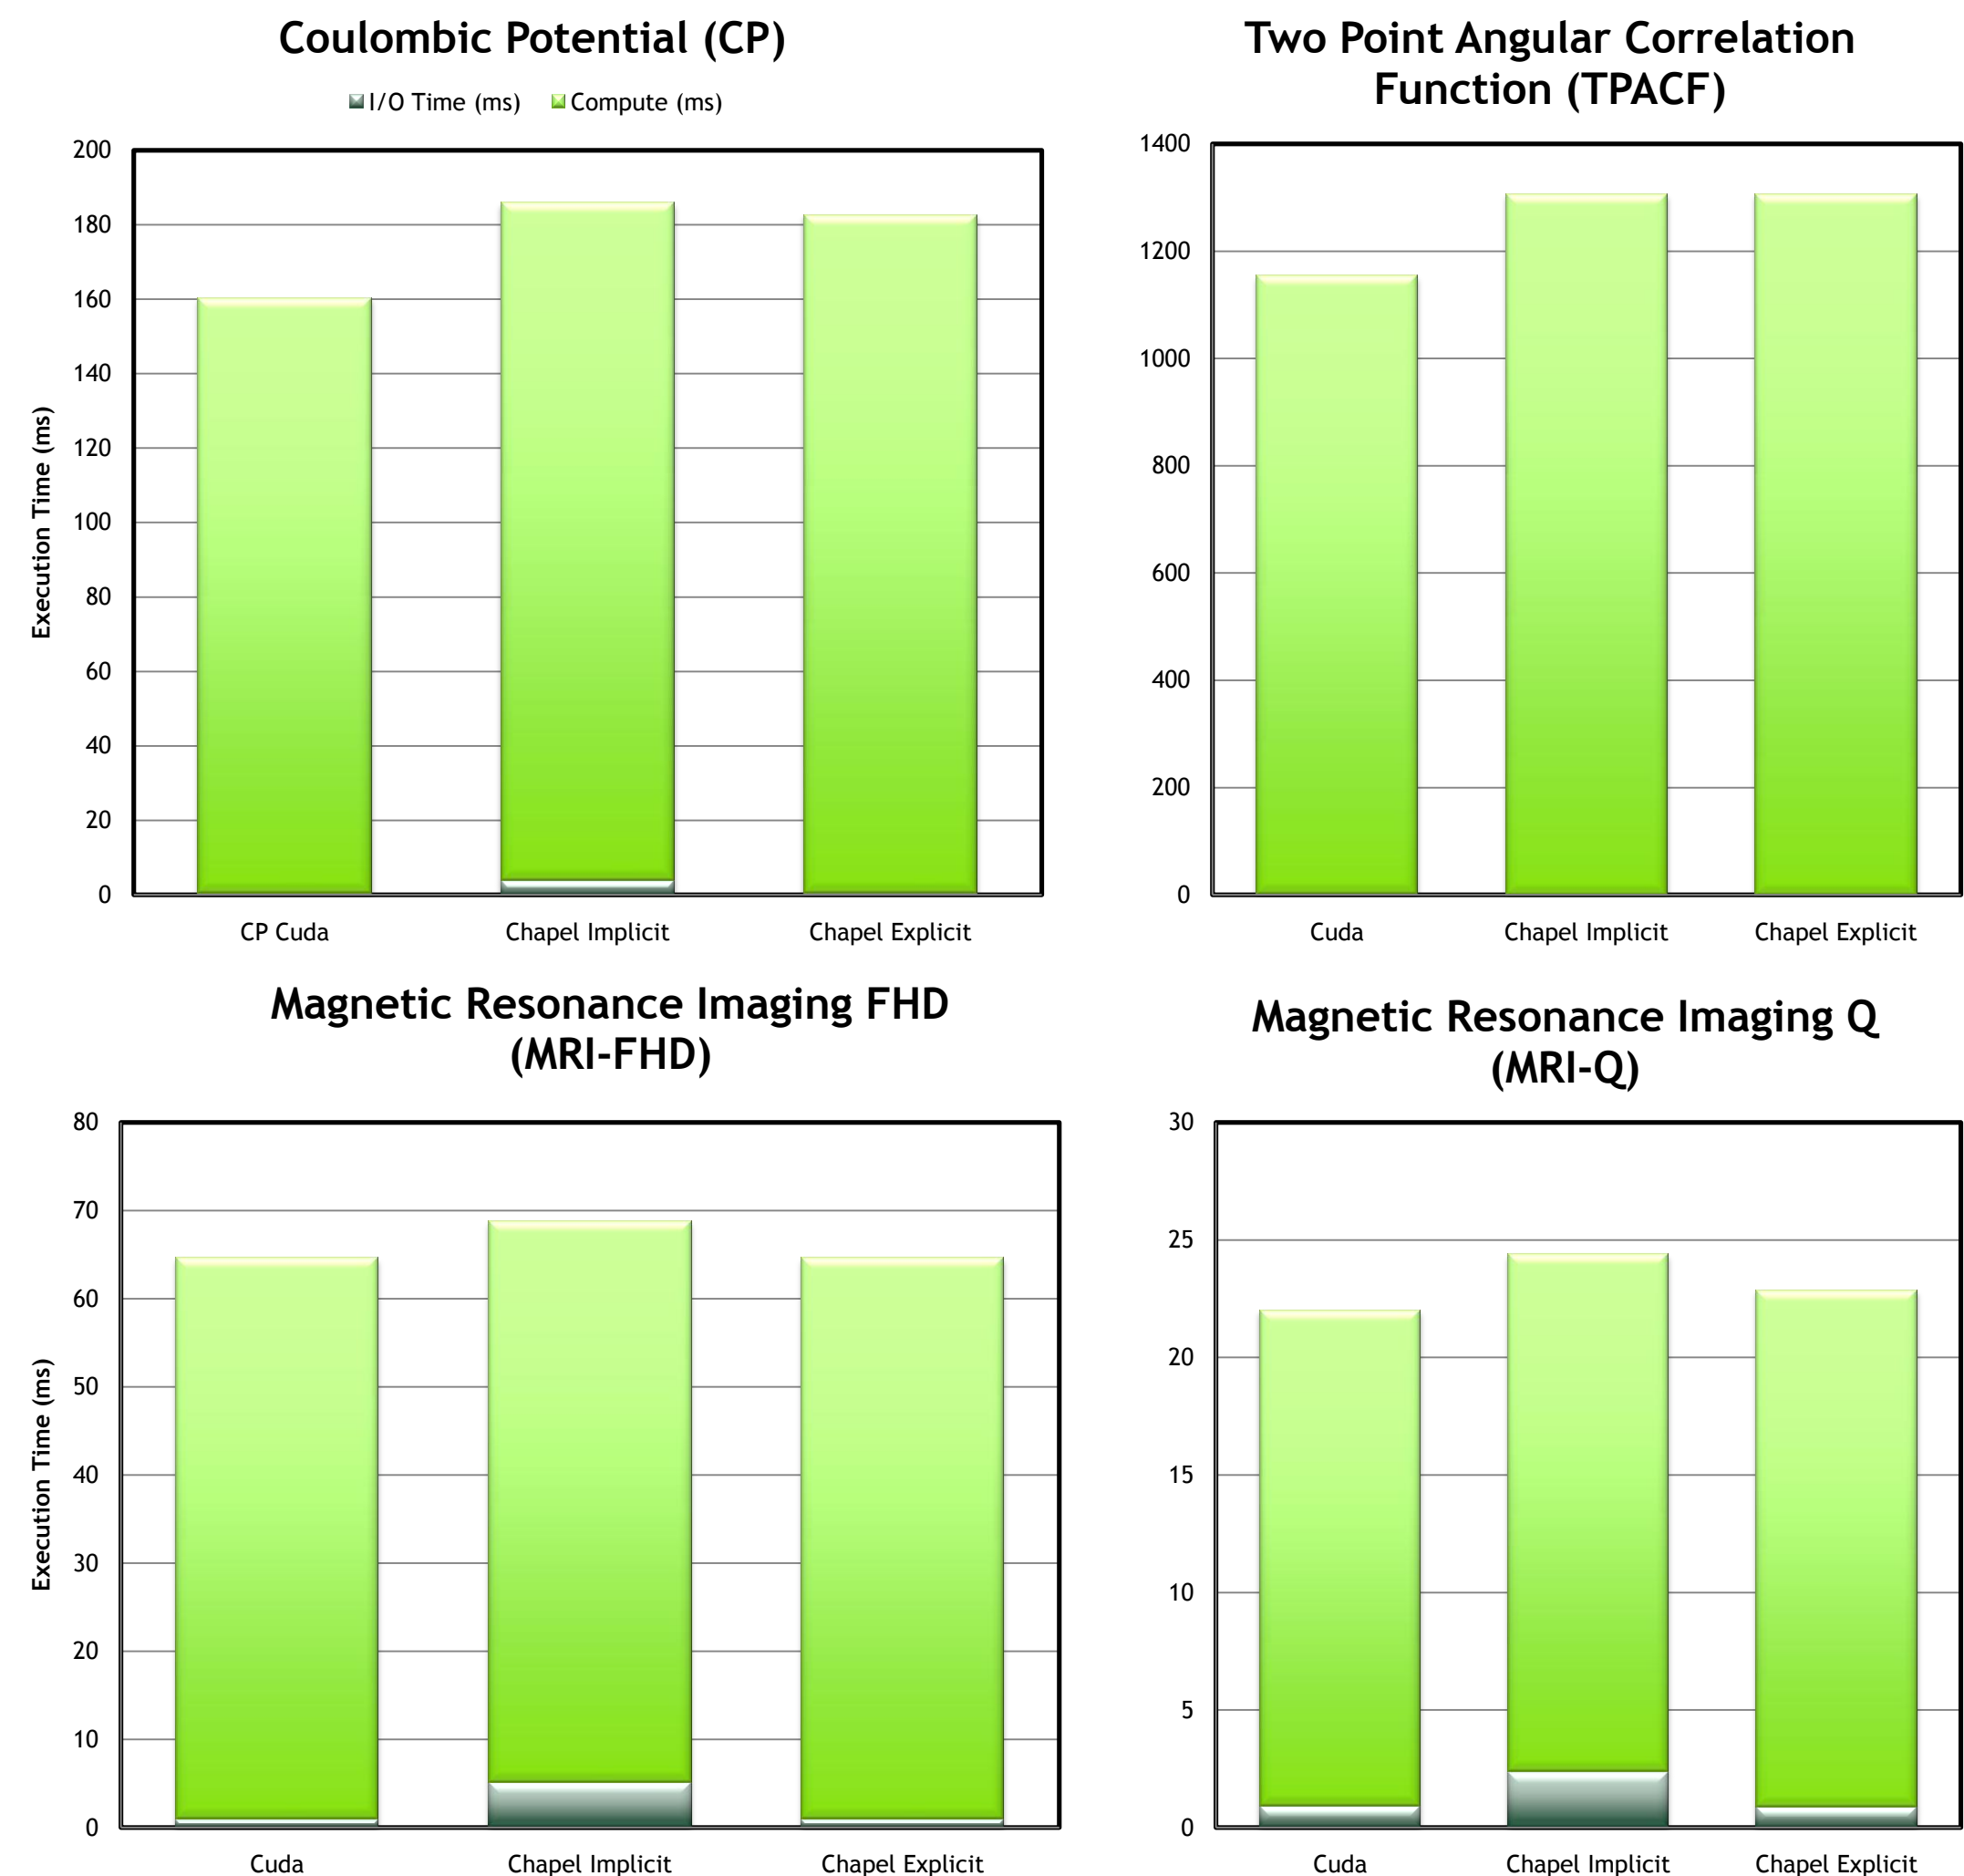 Coulombic Potential (CP)
I/O Time (ms) Compute (ms)
200
180
160
140
120
100
80
60
40
20
0
Execution Time (ms)
CP Cuda Chapel Implicit Chapel Explicit
Two Point Angular Correlation
Function (TPACF)
1400
1200
1000
800
600
400
200
0
Cuda Chapel Implicit Chapel Explicit
Magnetic Resonance Imaging FHD
(MRI-FHD)
80
70
60
50
40
30
20
10
0
Execution Time (ms)
Cuda Chapel Implicit Chapel Explicit
Magnetic Resonance Imaging Q
(MRI-Q)
30
25
20
15
10
5
0
Cuda Chapel Implicit Chapel Explicit